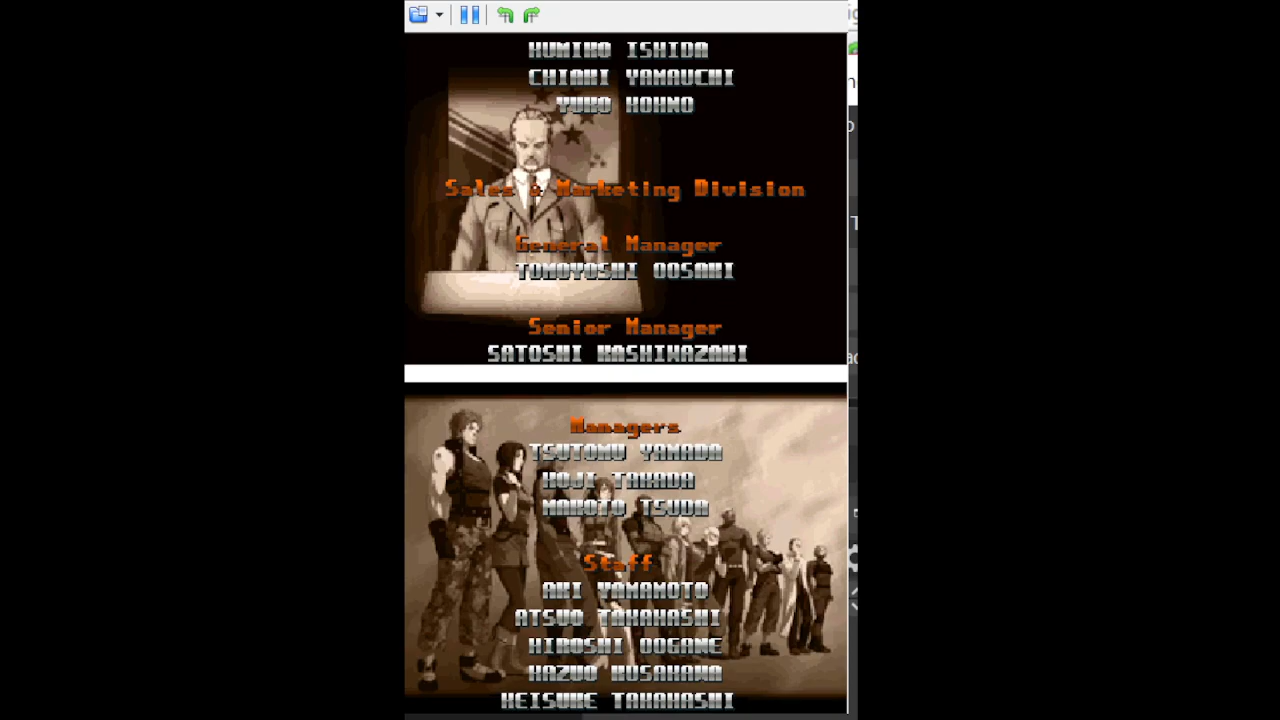 KUMIKO ISHIDA
CHIAKI YAMAUCHI
YUKO KOHNO
Sales & Marketing Division
General Manager
TOMOYOSHI OOSAKI
Senior Manager
SATOSHI KASHIWAZAKI
Managers
TSUTOMU YAMADA
KOJI TAKADA
MAKOTO TSUDA
Staff
AKI YAMAMOTO
ATSUO TAKAHASHI
HIROSHI OOGANE
KAZUO KUSAKAWA
KEISUKE TAKAHASHI